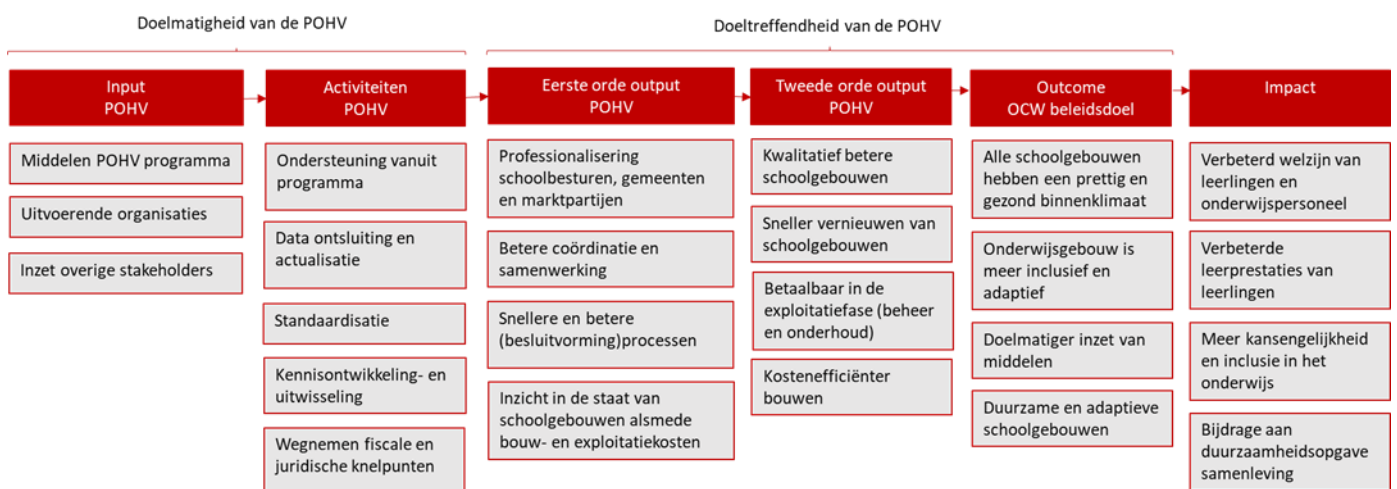 Doelmatigheid van de POHV
Doeltreffendheid van de POHV
Input
POHV
Activiteiten
POHV
Eerste orde output
POHV
Tweede orde output
POHV
Outcome
OCW beleidsdoel
Impact
Middelen POHV programma
Uitvoerende organisaties
Inzet overige stakeholders
Ondersteuning vanuit
programma
Data ontsluiting en
actualisatie
Standaardisatie
Kennisontwikkeling- en
uitwisseling
Wegnemen fiscale en
juridische knelpunten
Professionalisering
schoolbesturen, gemeenten
en marktpartijen
Betere coördinatie en
samenwerking
Snellere en betere
(besluitvorming)processen
Inzicht in de staat van
schoolgebouwen alsmede
bouw- en exploitatiekosten
Kwalitatief betere
schoolgebouwen
Sneller vernieuwen van
schoolgebouwen
Betaalbaar in de
exploitatiefase (beheer
en onderhoud)
Kostenefficiënter
bouwen
Alle schoolgebouwen
hebben een prettig en
gezond binnenklimaat
Onderwijsgebouw is
meer inclusief en
adaptief
Doelmatiger inzet van
middelen
Duurzame en adaptieve
schoolgebouwen
Verbeterd welzijn van
leerlingen en
onderwijspersoneel
Verbeterde
leerprestaties van
leerlingen
Meer kansengelijkheid
en inclusie in het
onderwijs
Bijdrage aan
duurzaamheidsopgave
samenleving